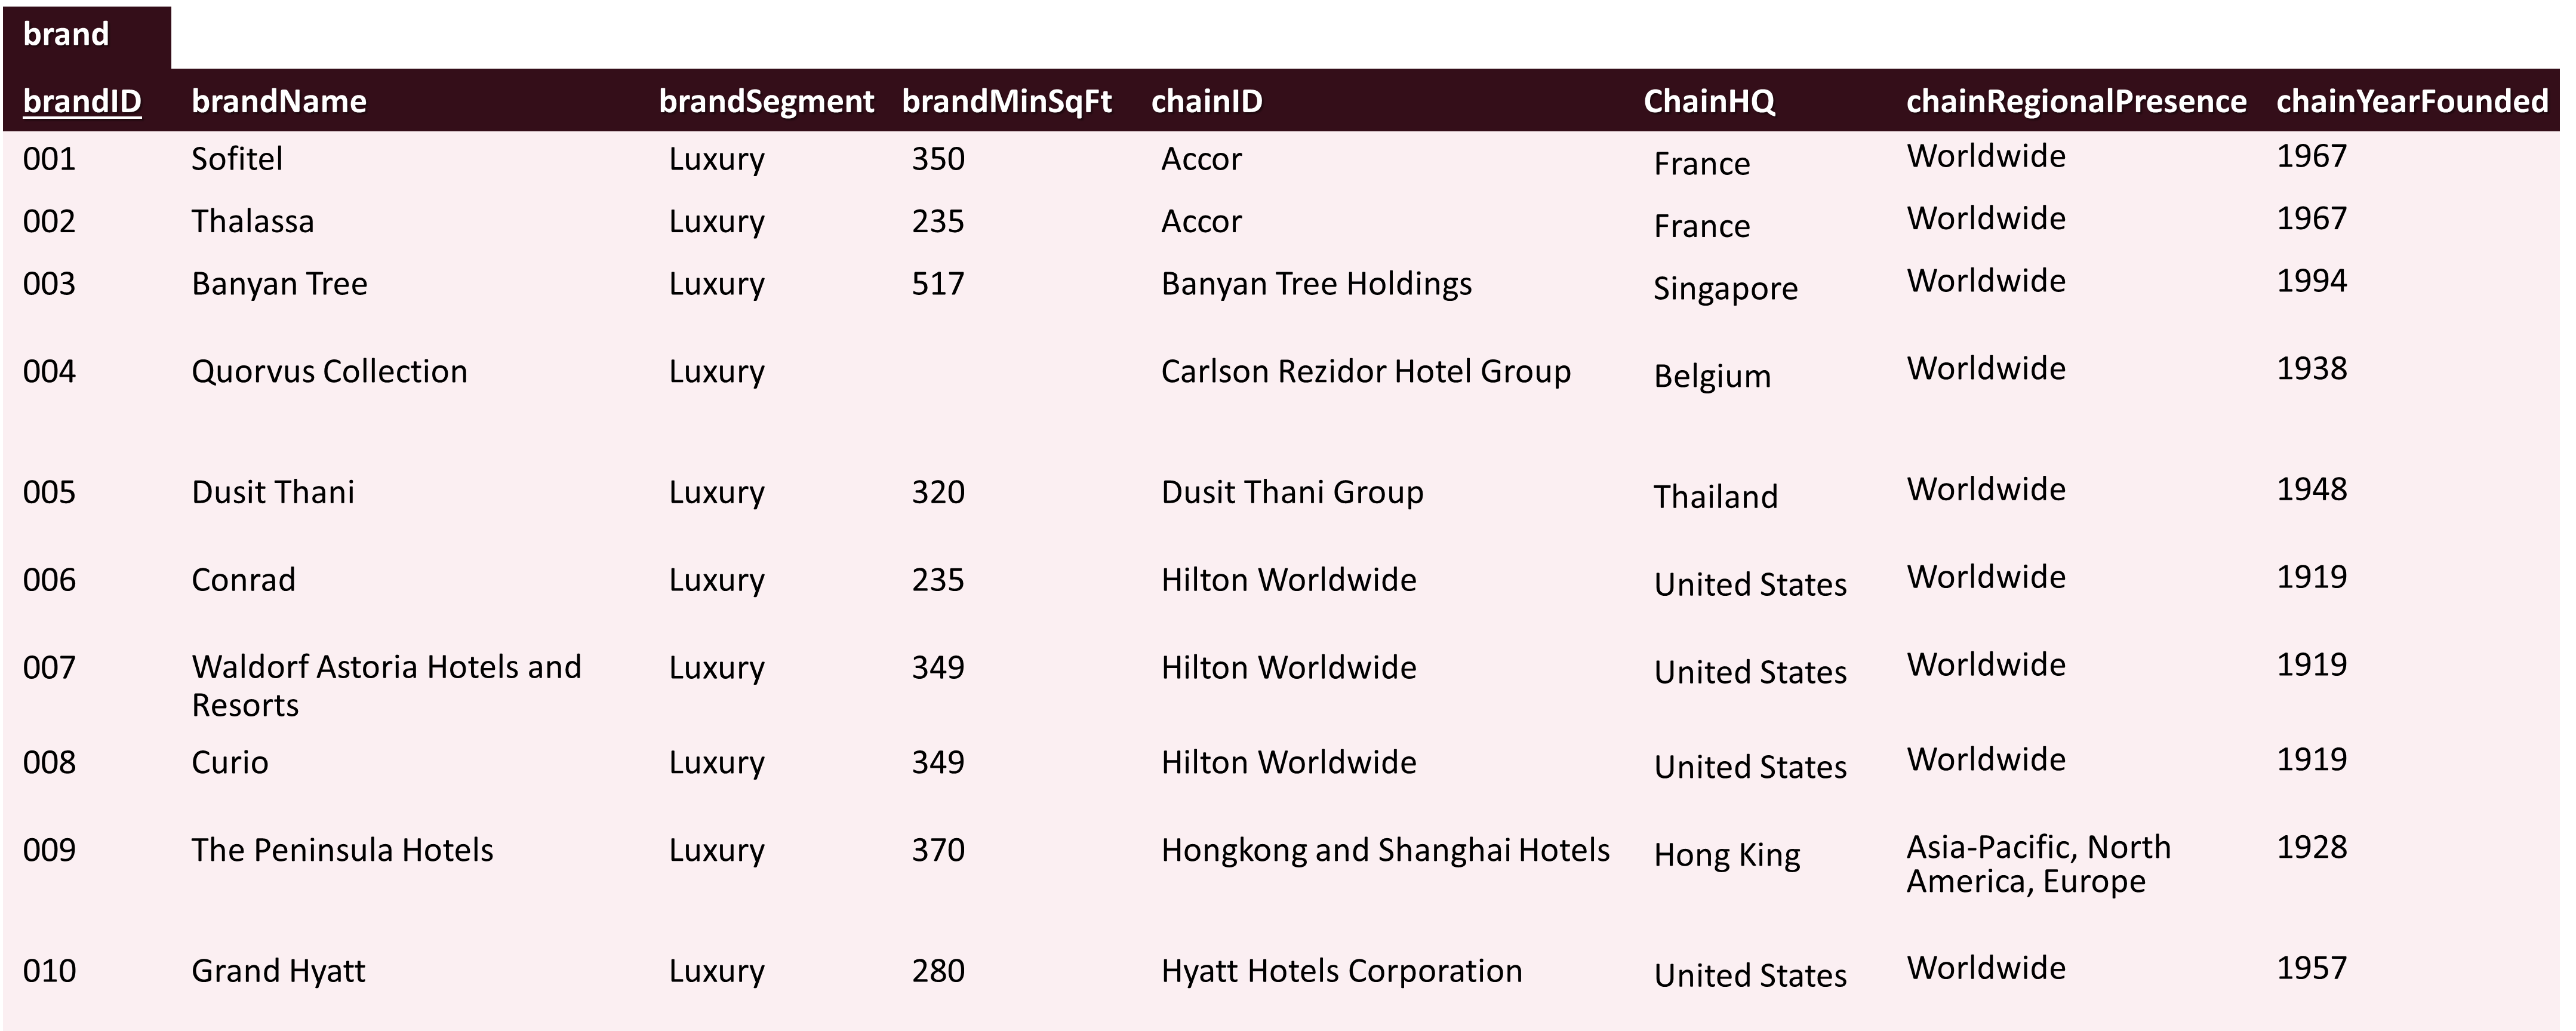 brand
brandID brandName brandSegment brandMinSqFt chainID ChainHQ chainRegionalPresence chainYearFounded
001 Sofitel Luxury 350 Accor France Worldwide 1967
002 Thalassa Luxury 235 Accor France Worldwide 1967
003 Banyan Tree Luxury 517 Banyan Tree Holdings Singapore Worldwide 1994
004 Quorvus Collection Luxury Carlson Rezidor Hotel Group Belgium Worldwide 1938
005 Dusit Thani Luxury 320 Dusit Thani Group Thailand Worldwide 1948
006 Conrad Luxury 235 Hilton Worldwide United States Worldwide 1919
007 Waldorf Astoria Hotels and Luxury 349 Hilton Worldwide United States Worldwide 1919
Resorts
008 Curio Luxury 349 Hilton Worldwide United States Worldwide 1919
009 The Peninsula Hotels Luxury 370 Hongkong and Shanghai Hotels Hong King Asia-Pacific, North 1928
America, Europe
010 Grand Hyatt Luxury 280 Hyatt Hotels Corporation United States Worldwide 1957